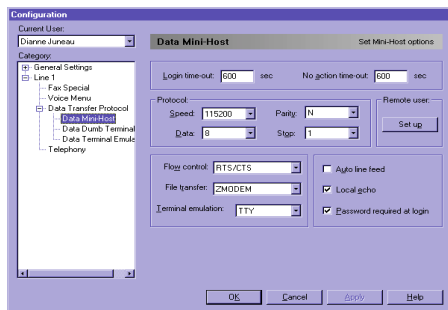 Configuration
Current User:
Dianne Juneau
Category:
General Settings
Line 1
Fax Special
Voice Menu
Data Transfer Protocol
Data Mini-Host
Data Dumb Terminal
Data Terminal Emula
Telephony
Data Mini-Host
Set Mini-Host options
Login time-out: 600 sec No action time-out: 600 sec
Protocol:
Speed: 115200 Parity: N
Data: 8 Stop: 1
Remote user:
Set up
Flow control: RTS/CTS
File transfer: ZMODEM
Terminal emulation: TTY
Auto line feed
Local echo
Password required at login
OK Cancel Apply Help